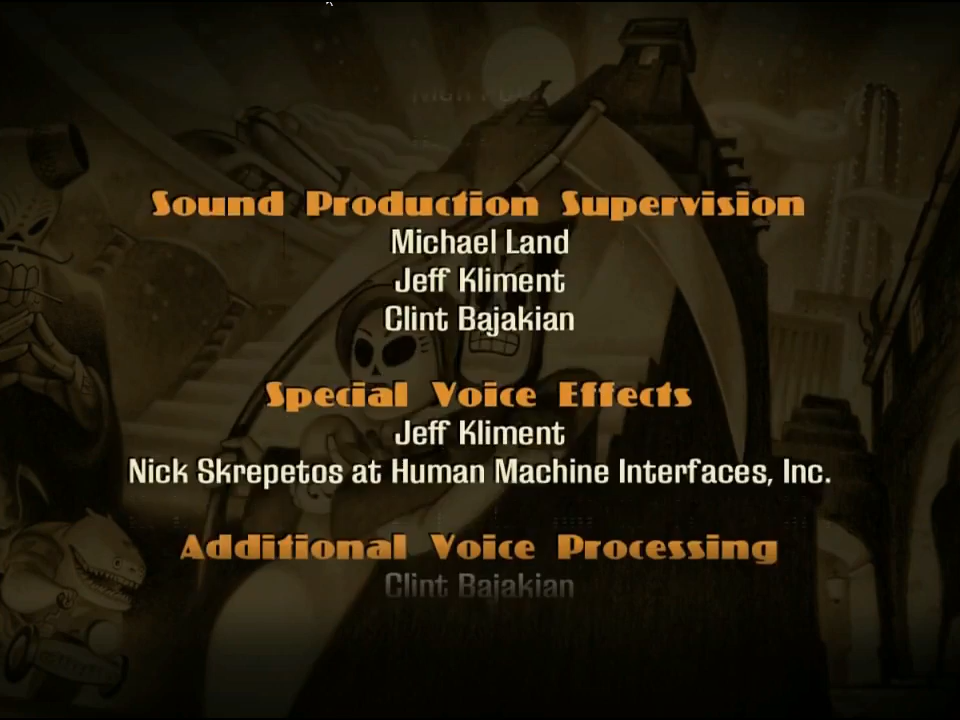 Sound Production Supervision
Michael Land
Jeff Kliment
Clint Bajakian
Special Voice Effects
Jeff Kliment
Nick Skrepetos at Human Machine Interfaces, Inc.
Additional Voice Processing
Clint Bajakian